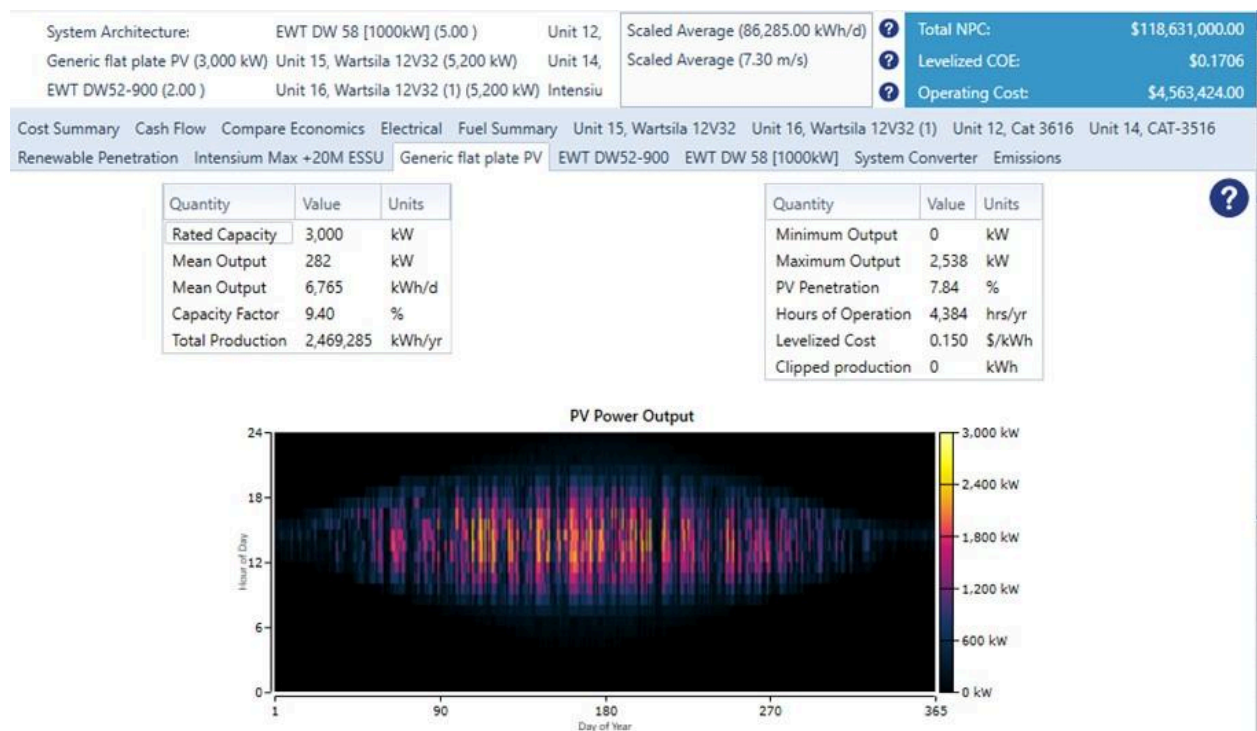 System Architecture: EWT DW 58 [1000kW] (5.00 ) Unit 12, Scaled Average (86,285.00 kWh/d) ? Total NPC: $118,631,000.00
Generic flat plate PV (3,000 kW) Unit 15, Wartsila 12V32 (5,200 kW) Unit 14, Scaled Average (7.30 m/s) ? Levelized COE: $0.1706
EWT DW52-900 (2.00 ) Unit 16, Wartsila 12V32 (1) (5,200 kW) Intensiu ? Operating Cost: $4,563,424.00
Cost Summary Cash Flow Compare Economics Electrical Fuel Summary Unit 15, Wartsila 12V32 Unit 16, Wartsila 12V32 (1) Unit 12, Cat 3616 Unit 14, CAT-3516
Renewable Penetration Intensium Max +20M ESSU Generic flat plate PV EWT DW52-900 EWT DW 58 [1000kW] System Converter Emissions
?
Quantity Value Units
Rated Capacity 3,000 kW
Mean Output 282 kW
Mean Output 6,765 kWh/d
Capacity Factor 9.40 %
Total Production 2,469,285 kWh/yr
Quantity Value Units
Minimum Output 0 kW
Maximum Output 2,538 kW
PV Penetration 7.84 %
Hours of Operation 4,384 hrs/yr
Levelized Cost 0.150 $/kWh
Clipped production 0 kWh
PV Power Output
Hour of Day
24
18
12
6
0
1 90 180 270 365
Day of Year
3,000 kW
2,400 kW
1,800 kW
1,200 kW
600 kW
0 kW